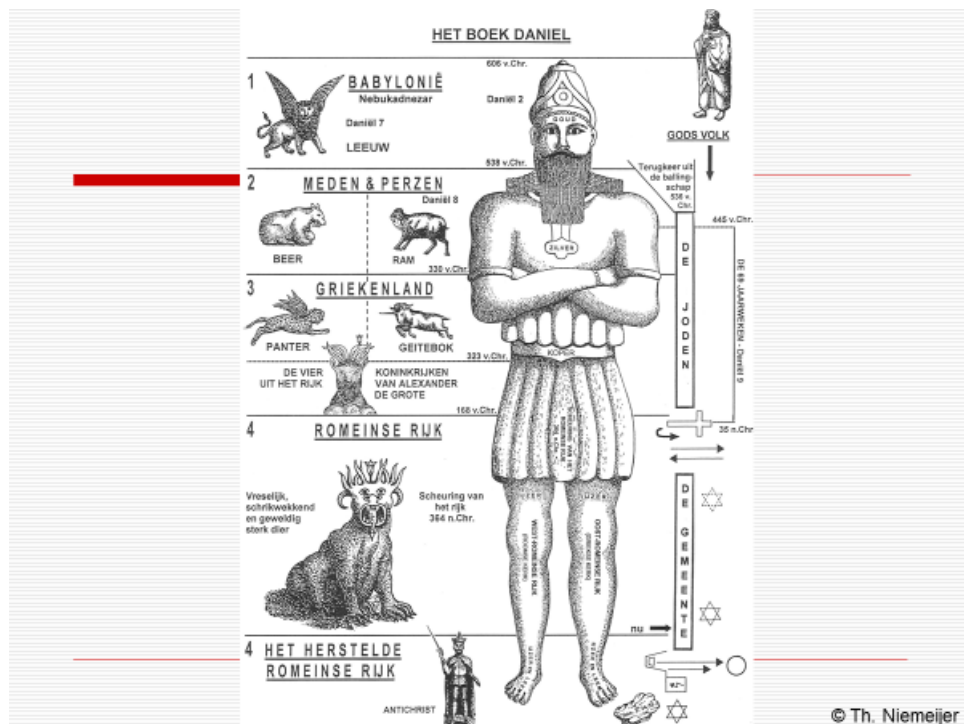 HET BOEK DANIEL
606 v.Chr.
1 BABYLONIË
Nebukadnezar
Daniël 7
LEEUW
Daniël 2
GOUD
GODS VOLK
538 v.Chr.
Terugkeer uit
de balling-
schap
536 v.
Chr.
2 MEDEN & PERZEN
Daniël 8
BEER
RAM
330 v.Chr.
ZILVER
445 v.Chr.
DE JODEN
DE 69 JAARWEKEN - Daniël 9
3 GRIEKENLAND
PANTER
GEITEBOK
KOPER
323 v.Chr.
DE VIER
UIT HET RIJK
KONINKRIJKEN
VAN ALEXANDER
DE GROTE
168 v.Chr.
35 n.Chr
4 ROMEINSE RIJK
Vreselijk,
schrikwekkend
en geweldig
sterk dier
Scheuring van
het rijk
364 n.Chr.
IJZER
IJZER
WEST-ROMEINSE RIJK
OOST-ROMEINSE RIJK
DE GEMEENTE
nu
4 HET HERSTELDE
ROMEINSE RIJK
ANTICHRIST
© Th. Niemeijer